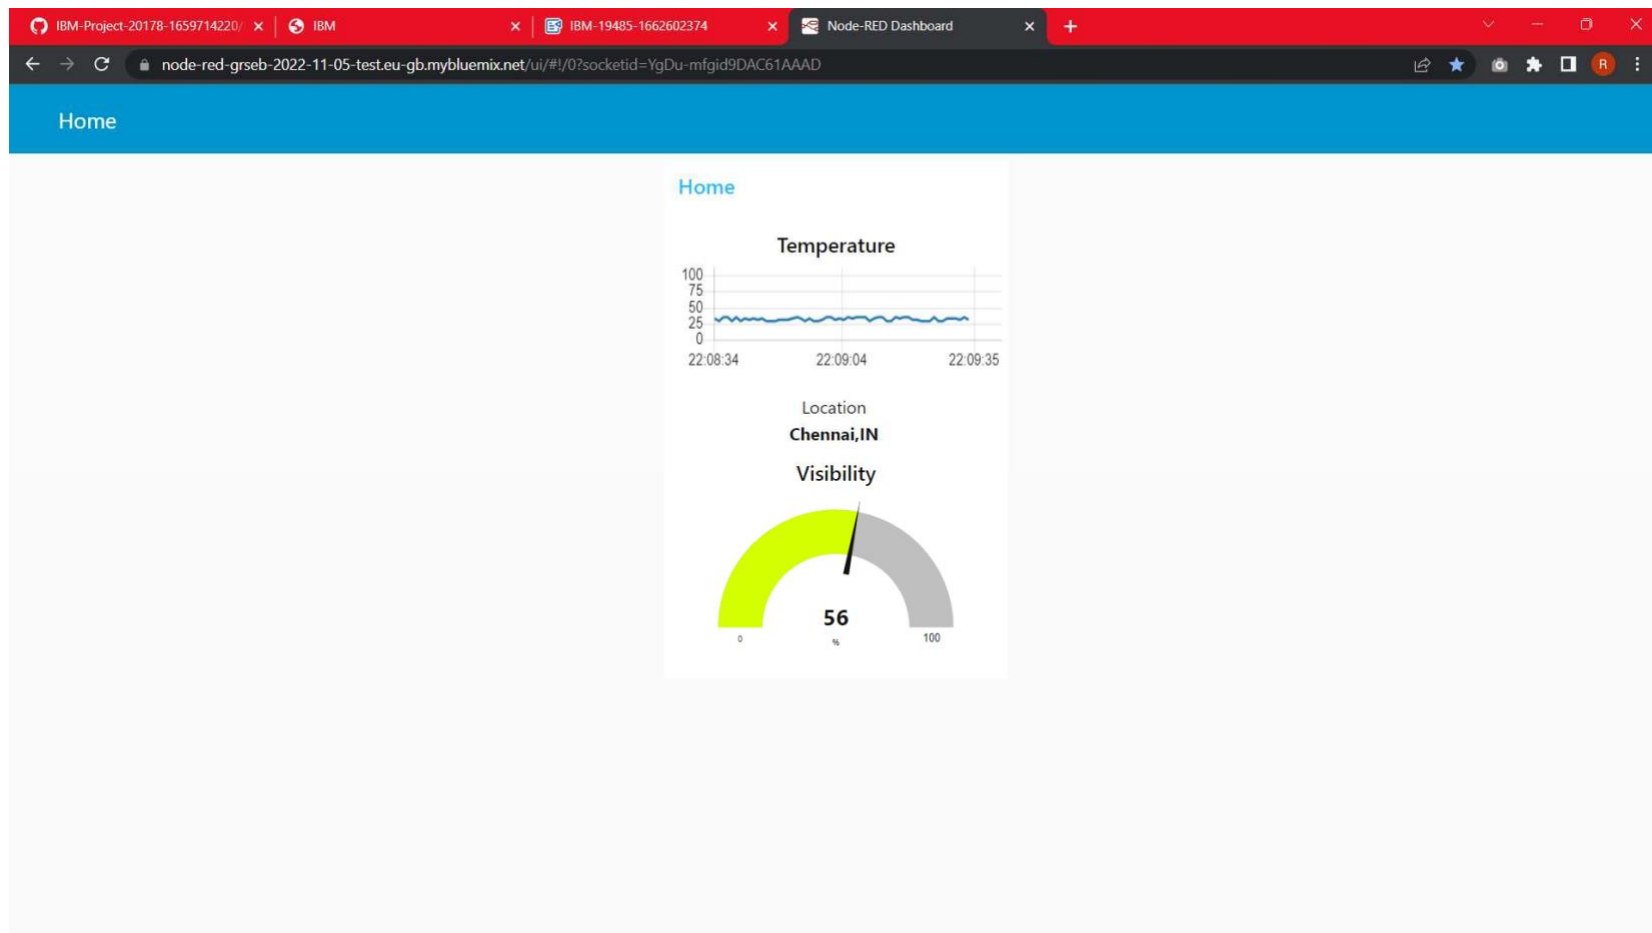 IBM-Project-20178-1659714220/ IBM IBM-19485-1662602374 Node-RED Dashboard
node-red-grseb-2022-11-05-test.eu-gb.mybluemix.net/ui/#!/0?socketid=YgDu-mfgid9DAC61AAAD R
Home
Home
Temperature
100
75
50
25
0
22:08:34 22:09:04 22:09:35
Location
Chennai,IN
Visibility
56
0 % 100